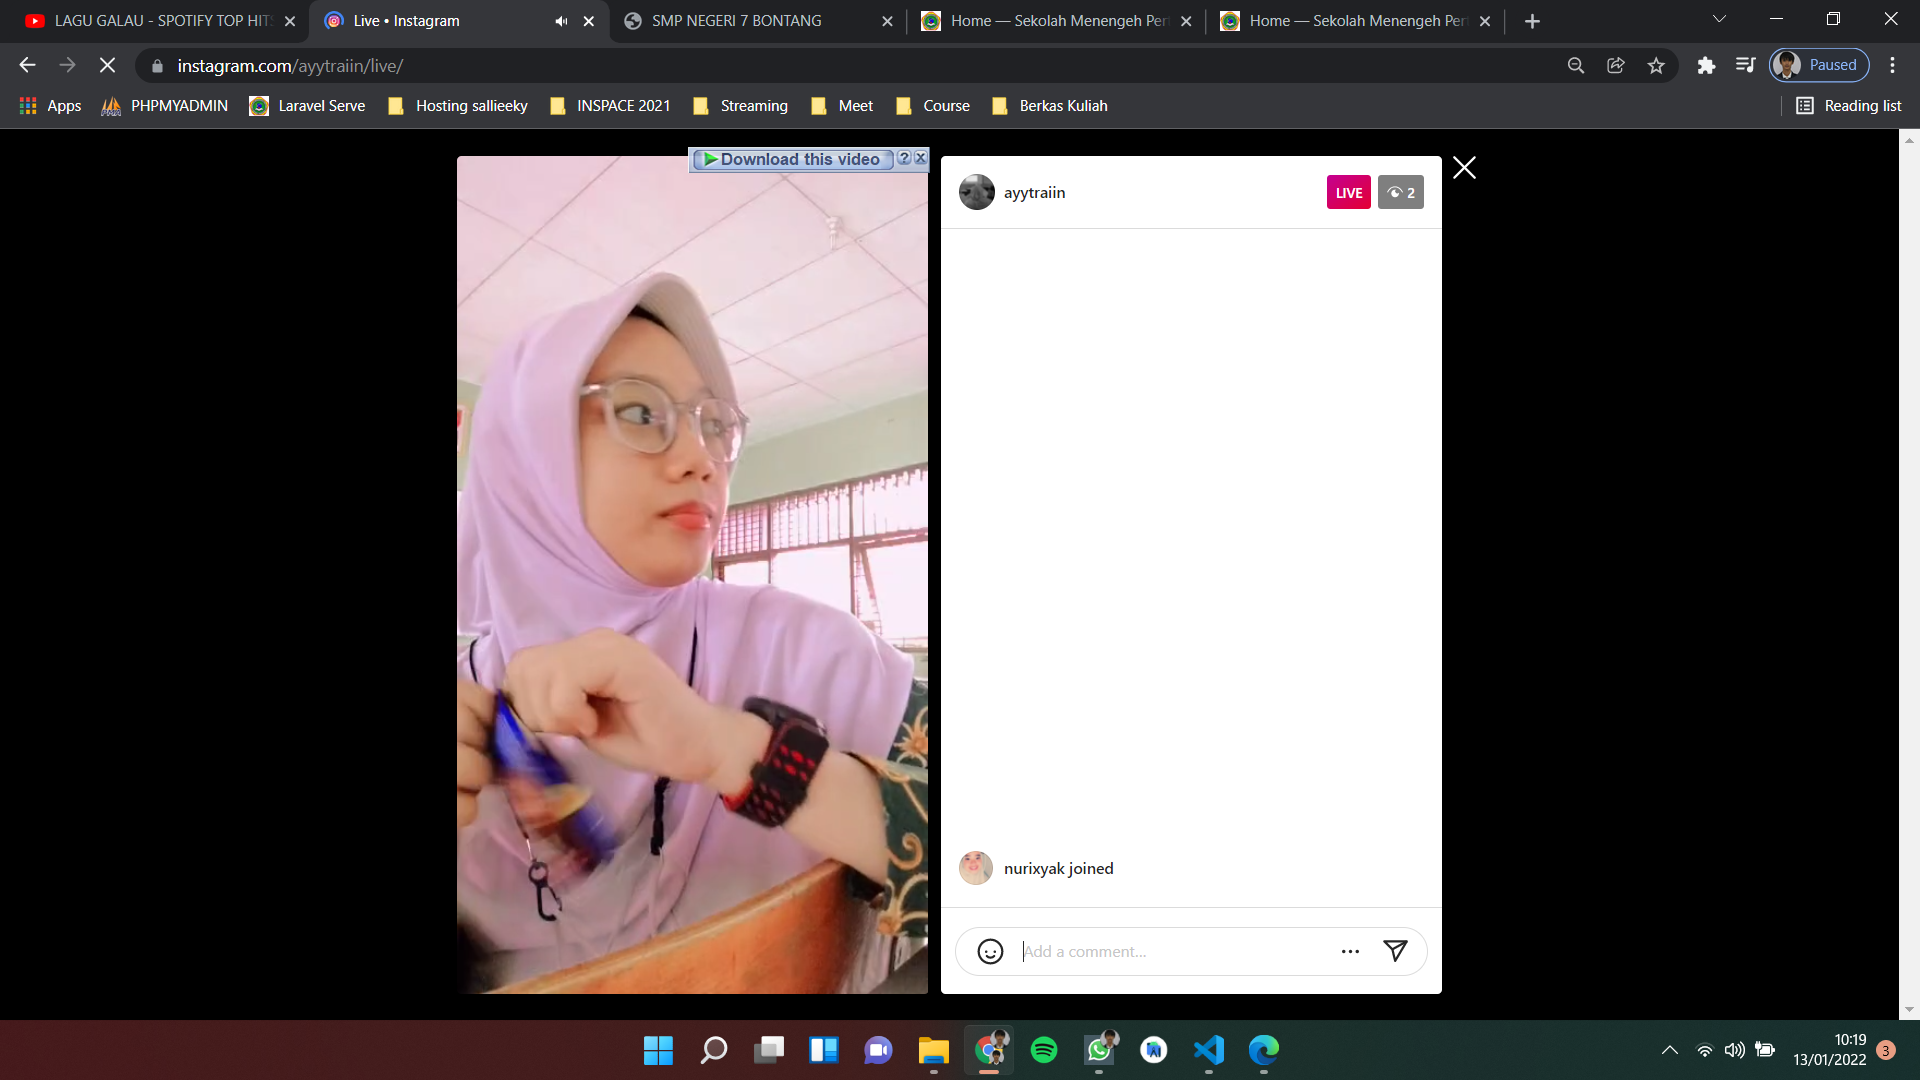 LAGU GALAU - SPOTIFY TOP HITS
Live • Instagram
SMP NEGERI 7 BONTANG
Home — Sekolah Menengeh Per
Home — Sekolah Menengeh Per
instagram.com/ayytraiin/live/
Paused
Apps
PHPMYADMIN
Laravel Serve
Hosting sallieeky
INSPACE 2021
Streaming
Meet
Course
Berkas Kuliah
Reading list
Download this video
?
x
ayytraiin
LIVE
2
nurixyak joined
Add a comment...
10:19
13/01/2022
3